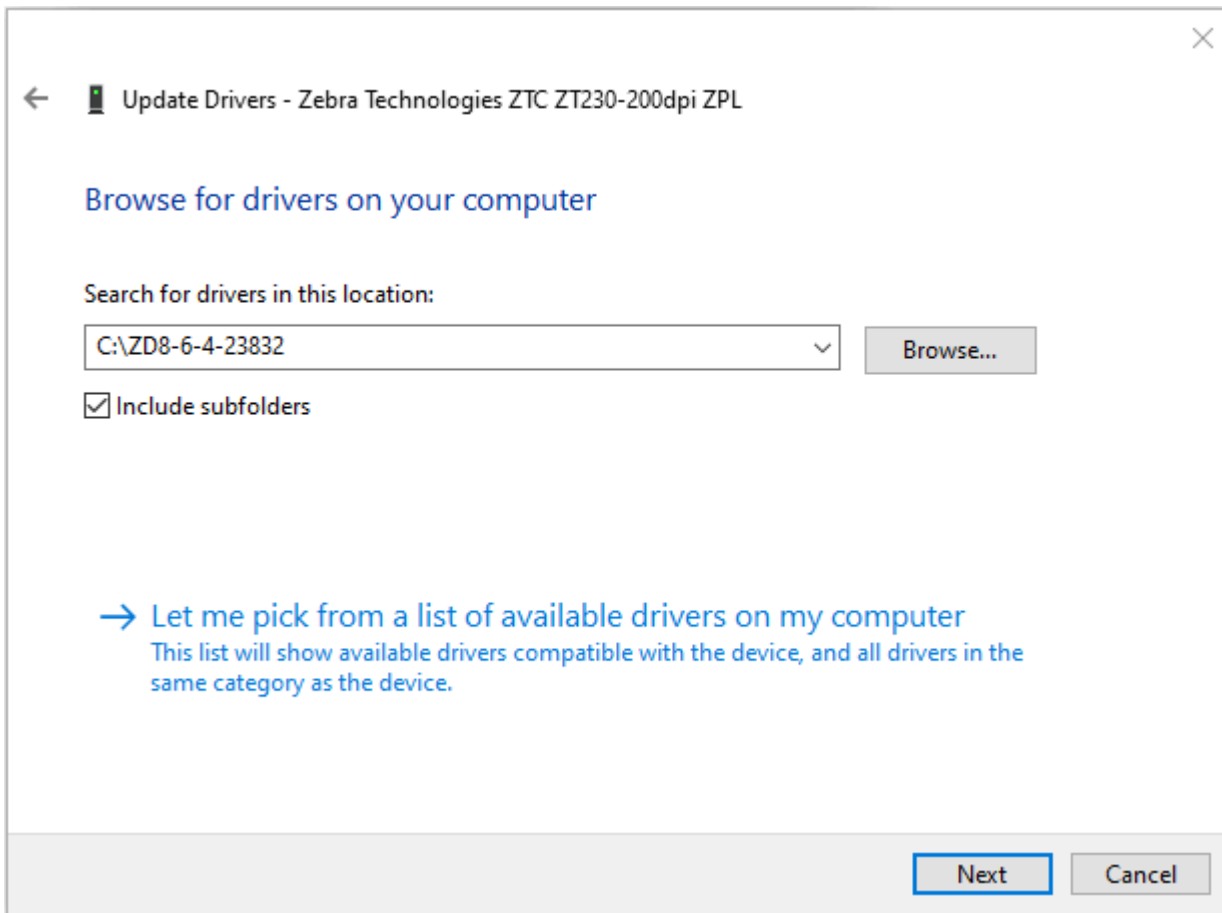 Update Drivers - Zebra Technologies ZTC ZT230-200dpi ZPL
Browse for drivers on your computer
Search for drivers in this location:
C:\ZD8-6-4-23832
Browse...
Include subfolders
Let me pick from a list of available drivers on my computer
This list will show available drivers compatible with the device, and all drivers in the
same category as the device.
Next
Cancel